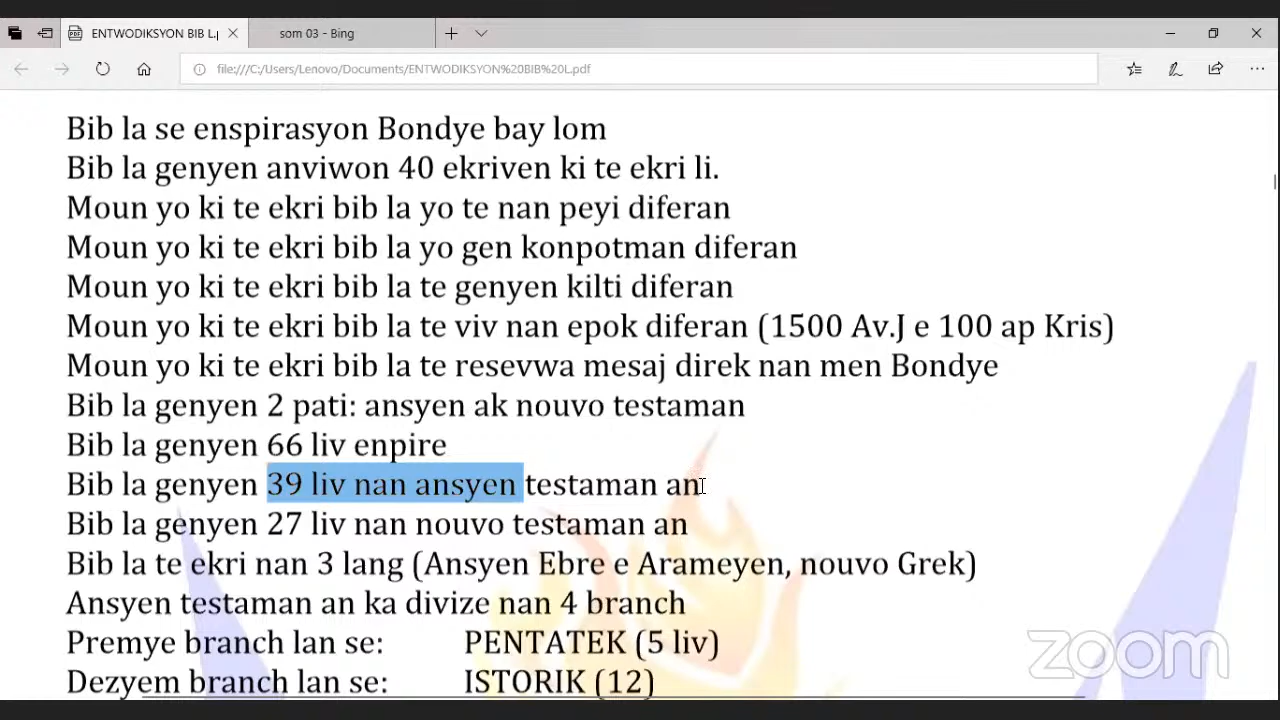 ENTWODIKSYON BIB L.p
som 03 - Bing
file:///C:/Users/Lenovo/Documents/ENTWODIKSYON%20BIB%20L.pdf
Bib la se enspirasyon Bondye bay lom
Bib la genyen anviwon 40 ekriven ki te ekri li.
Moun yo ki te ekri bib la yo te nan peyi diferan
Moun yo ki te ekri bib la yo gen konpotman diferan
Moun yo ki te ekri bib la te genyen kilti diferan
Moun yo ki te ekri bib la te viv nan epok diferan (1500 Av.J e 100 ap Kris)
Moun yo ki te ekri bib la te resevwa mesaj direk nan men Bondye
Bib la genyen 2 pati: ansyen ak nouvo testaman
Bib la genyen 66 liv enpire
Bib la genyen 39 liv nan ansyen testaman an
Bib la genyen 27 liv nan nouvo testaman an
Bib la te ekri nan 3 lang (Ansyen Ebre e Arameyen, nouvo Grek)
Ansyen testaman an ka divize nan 4 branch
Premye branch lan se: PENTATEK (5 liv)
Dezyem branch lan se: ISTORIK (12)
zoom